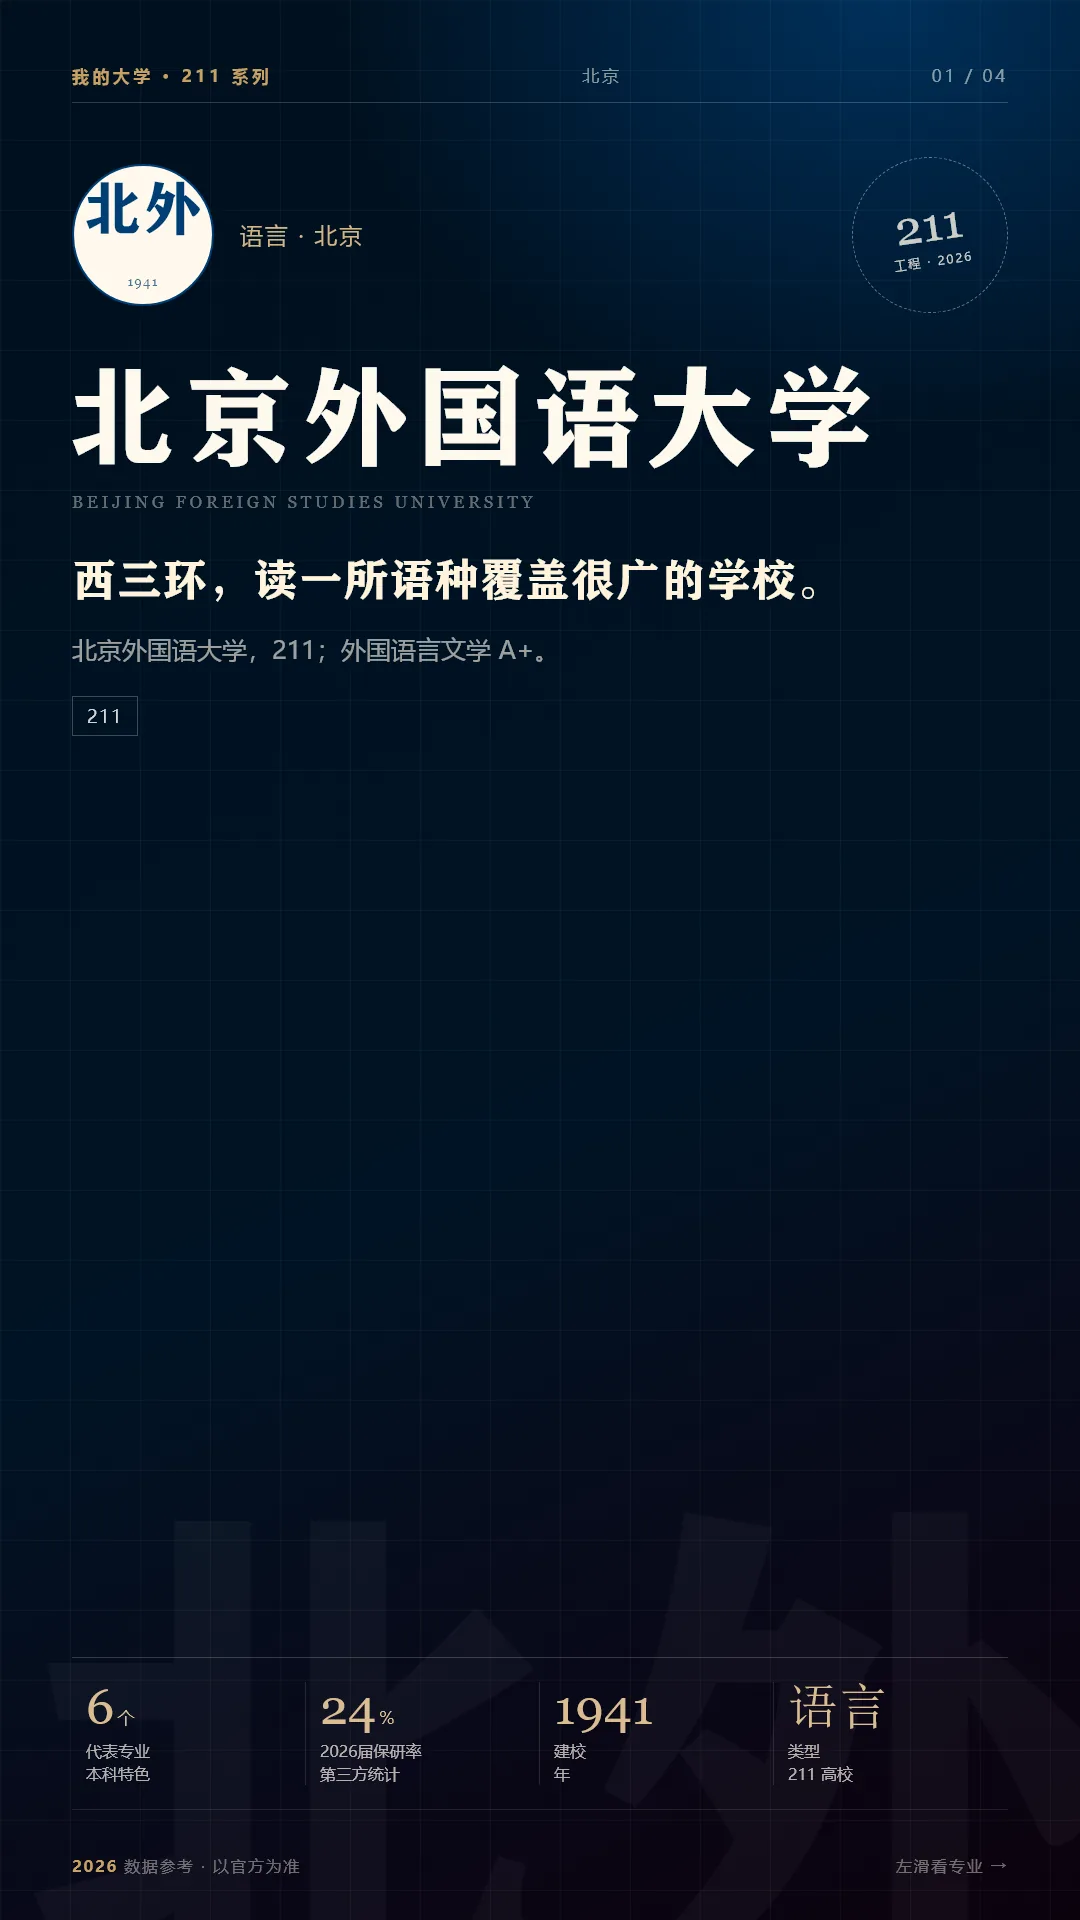 我的大学 · 211 系列
北京
01 / 04
北外
1941
语言 · 北京
211
工程 · 2026
北京外国语大学
BEIJING FOREIGN STUDIES UNIVERSITY
西三环，读一所语种覆盖很广的学校。
北京外国语大学，211；外国语言文学 A+。
211
北外
6个
代表专业
本科特色
24%
2026届保研率
第三方统计
1941
建校
年
语言
类型
211 高校
2026 数据参考 · 以官方为准
左滑看专业 →